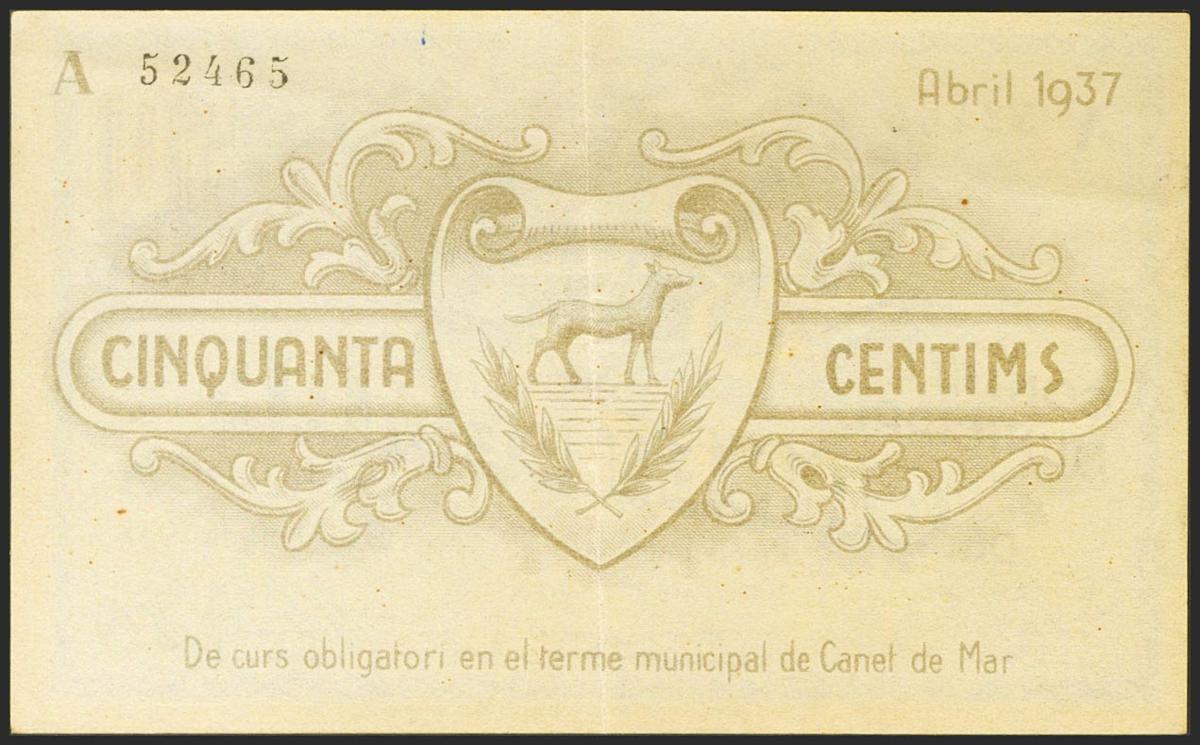 A 52465
Abril 1937
CINQUANTA CENTIMS
De curs obligatori en el terme municipal de Canet de Mar